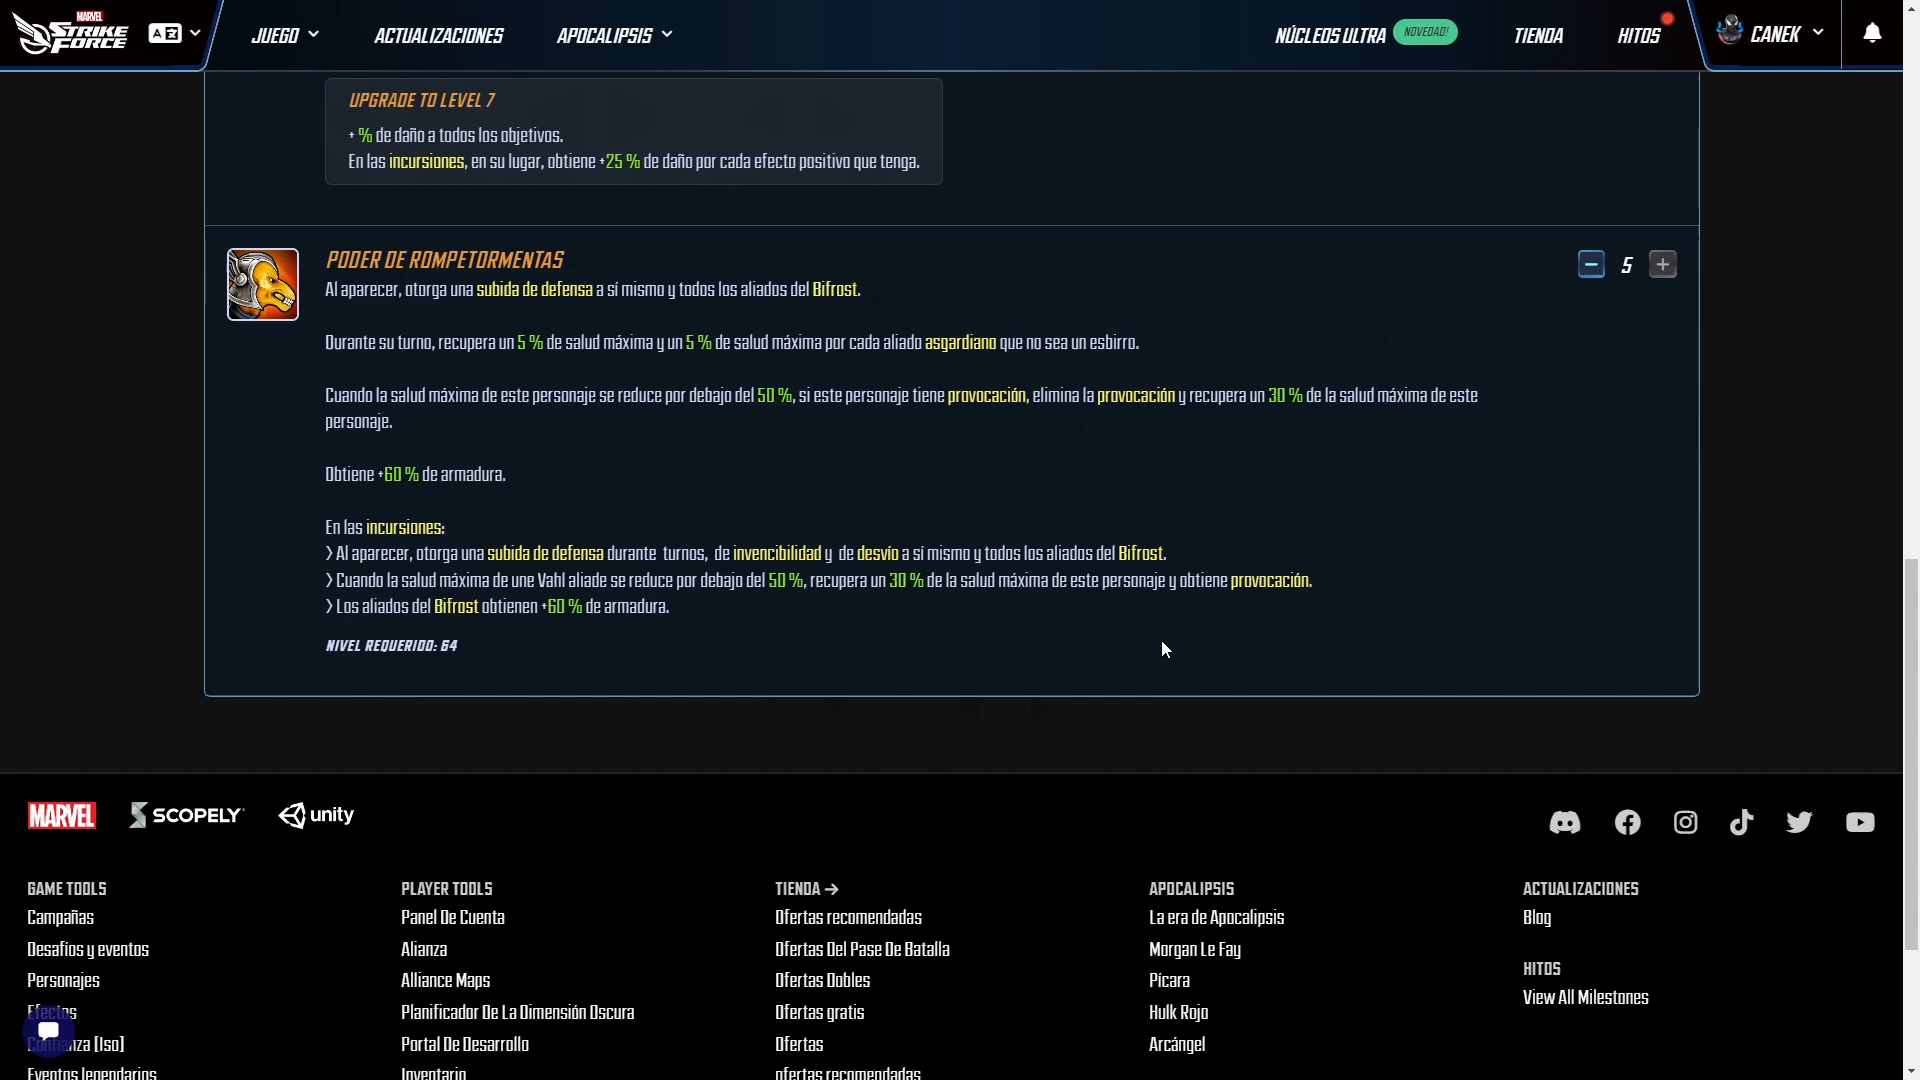 MARVEL
STRIKE
FORCE
JUEGO
ACTUALIZACIONES
APOCALIPSIS
NÚCLEOS ULTRA
NOVEDAD!
TIENDA
HITOS
CANEK
UPGRADE TO LEVEL 7
+ % de daño a todos los objetivos.
En las incursiones, en su lugar, obtiene +25 % de daño por cada efecto positivo que tenga.
PODER DE ROMPETORMENTAS
5
Al aparecer, otorga una subida de defensa a sí mismo y todos los aliados del Bifrost.
Durante su turno, recupera un 5 % de salud máxima y un 5 % de salud máxima por cada aliado asgardiano que no sea un esbirro.
Cuando la salud máxima de este personaje se reduce por debajo del 50 %, si este personaje tiene provocación, elimina la provocación y recupera un 30 % de la salud máxima de este
personaje.
Obtiene +60 % de armadura.
En las incursiones:
> Al aparecer, otorga una subida de defensa durante turnos, de invencibilidad y de desvío a sí mismo y todos los aliados del Bifrost.
> Cuando la salud máxima de une Vahl aliade se reduce por debajo del 50 %, recupera un 30 % de la salud máxima de este personaje y obtiene provocación.
> Los aliados del Bifrost obtienen +60 % de armadura.
NIVEL REQUERIDO: 64
MARVEL
SCOPELY
unity
GAME TOOLS
Campañas
Desafíos y eventos
Personajes
Efectos
Confianza [Iso]
Eventos legendarios
PLAYER TOOLS
Panel De Cuenta
Alianza
Alliance Maps
Planificador De La Dimensión Oscura
Portal De Desarrollo
Inventario
TIENDA →
Ofertas recomendadas
Ofertas Del Pase De Batalla
Ofertas Dobles
Ofertas gratis
Ofertas
ofertas recomendadas
APOCALIPSIS
La era de Apocalipsis
Morgan Le Fay
Pícara
Hulk Rojo
Arcángel
ACTUALIZACIONES
Blog
HITOS
View All Milestones